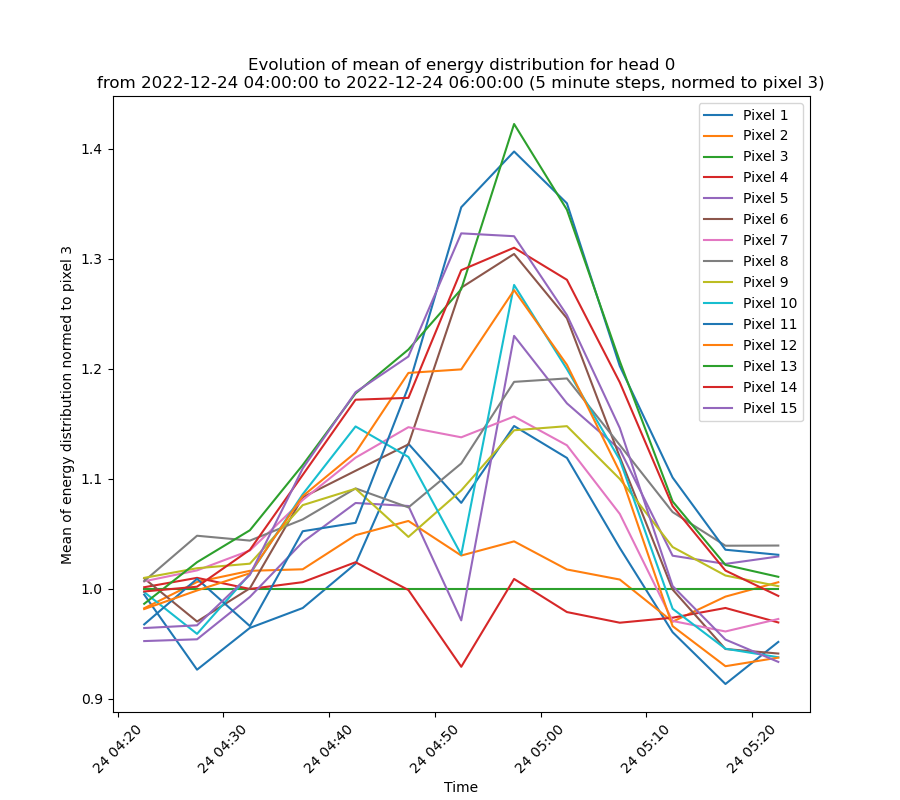 Evolution of mean of energy distribution for head 0
from 2022-12-24 04:00:00 to 2022-12-24 06:00:00 (5 minute steps, normed to pixel 3)
Mean of energy distribution normed to pixel 3
1.4
1.3
1.2
1.1
1.0
0.9
Pixel 1
Pixel 2
Pixel 3
Pixel 4
Pixel 5
Pixel 6
Pixel 7
Pixel 8
Pixel 9
Pixel 10
Pixel 11
Pixel 12
Pixel 13
Pixel 14
Pixel 15
24 04:20
24 04:30
24 04:40
24 04:50
24 05:00
24 05:10
24 05:20
Time